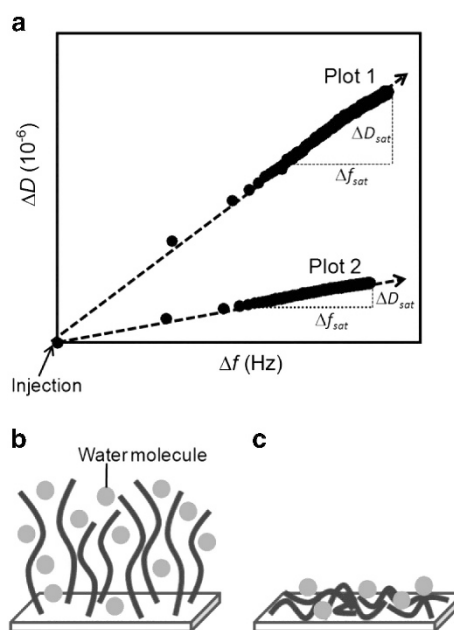 a
Plot 1
ΔD_sat
Δf_sat
ΔD (10⁻⁶)
Plot 2
ΔD_sat
Δf_sat
Δf (Hz)
Injection
b
c
Water molecule